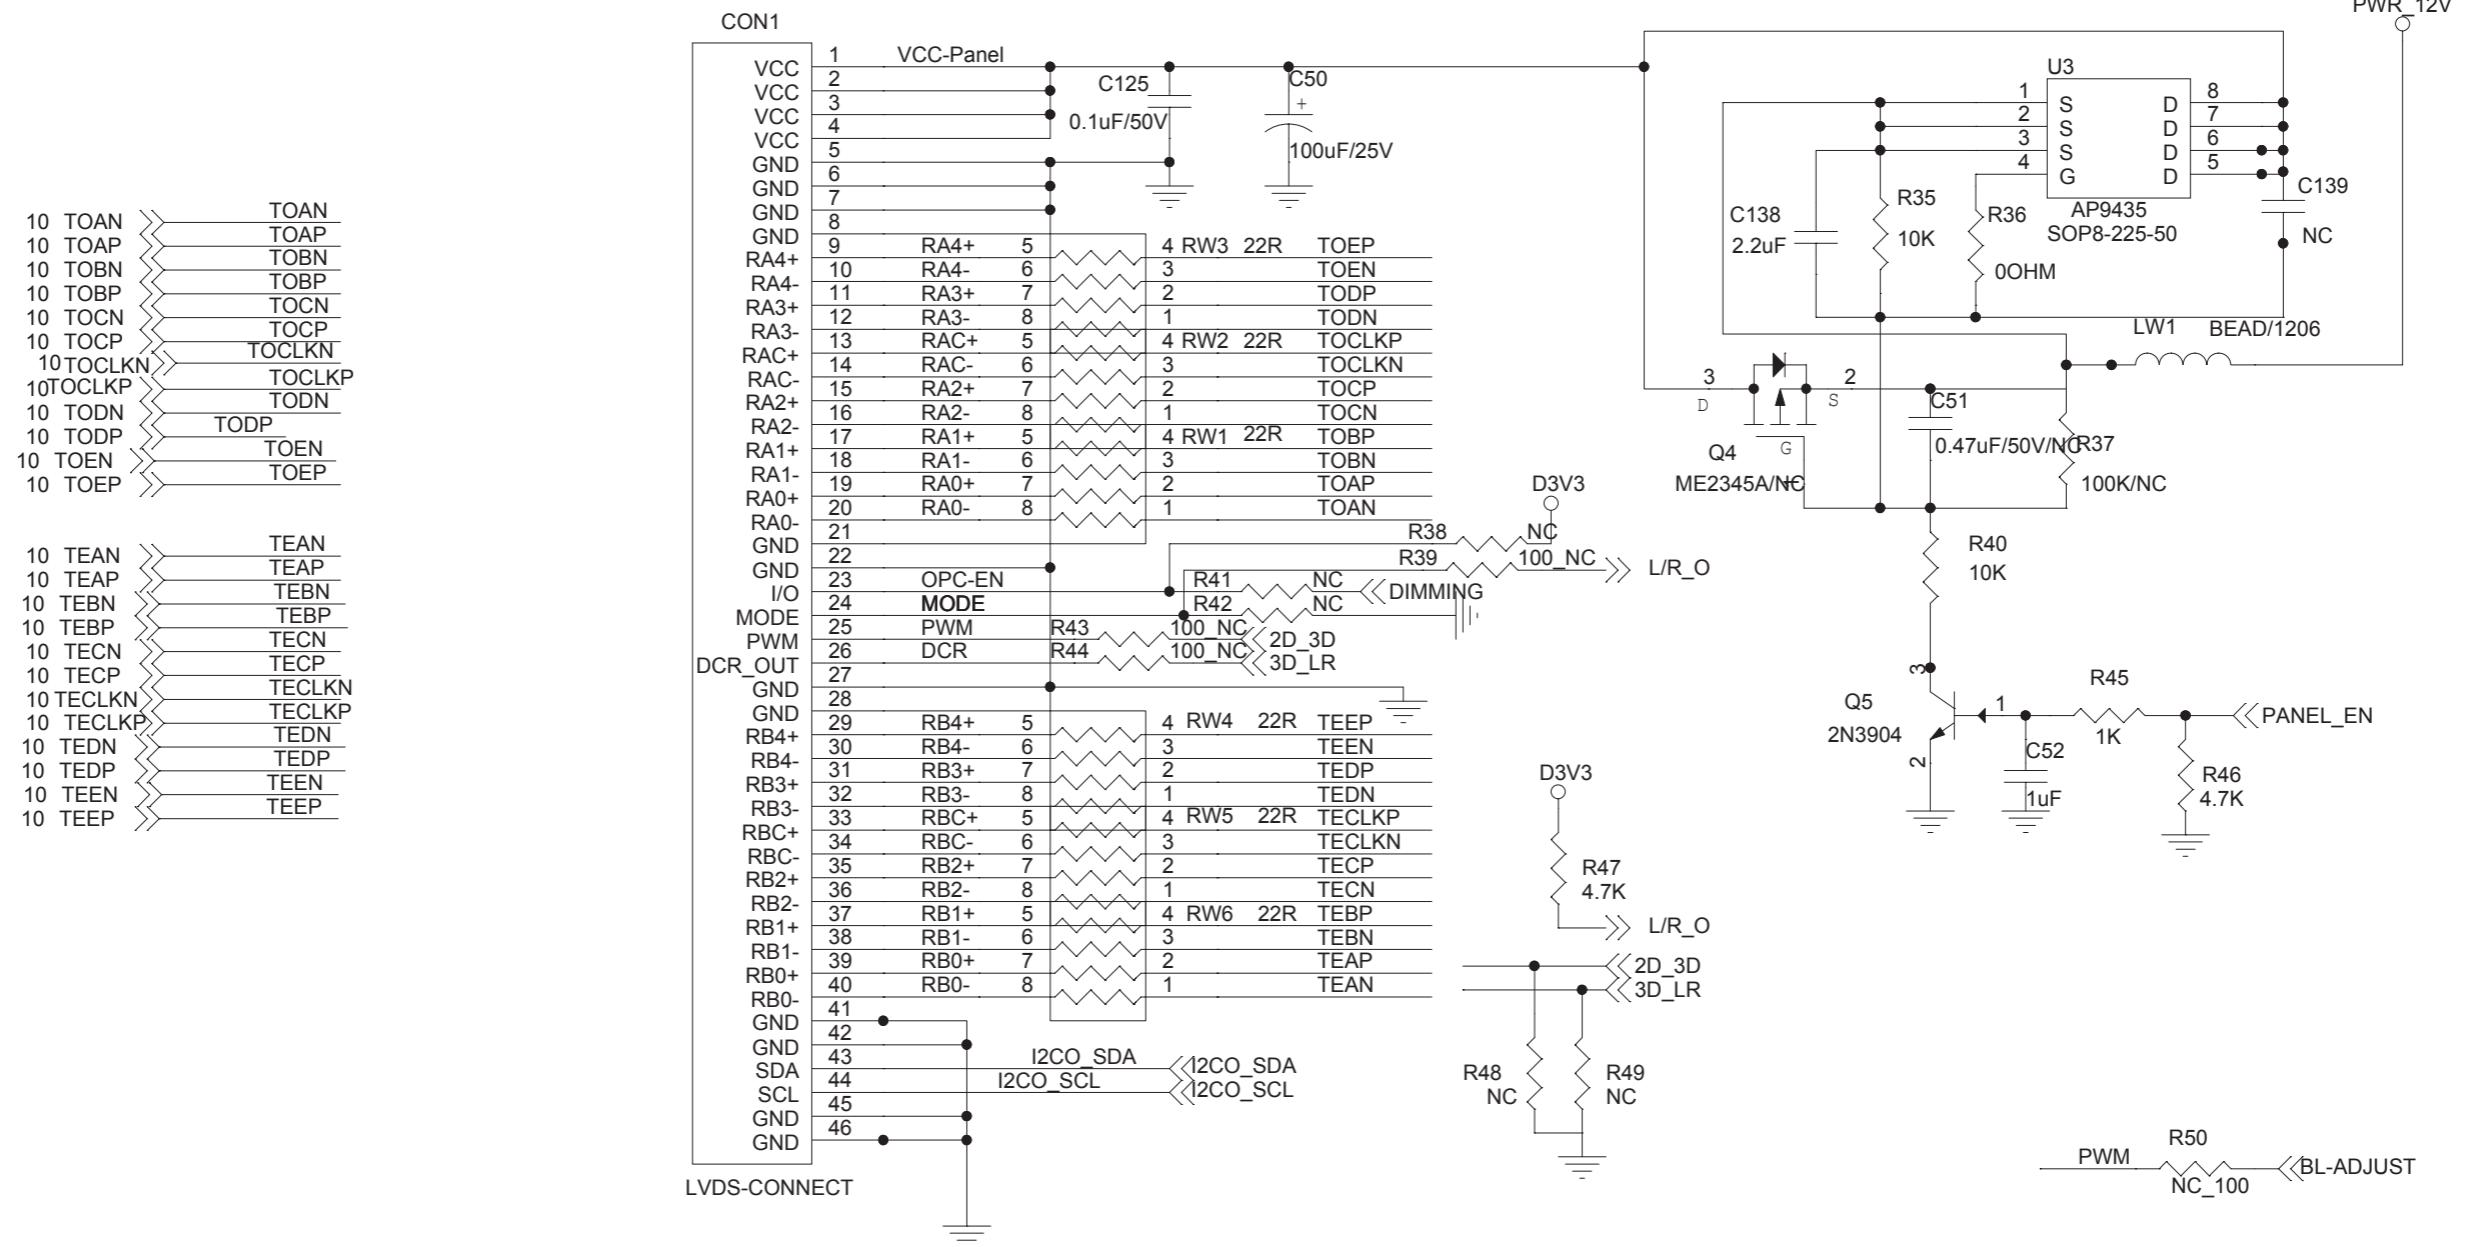 PWR_12V
CON1
1 VCC-Panel
VCC
2
VCC
3
VCC
4
VCC
5
GND
6
GND
7
GND
8
GND
C125
0.1uF/50V
C50
+
100uF/25V
U3
1 S D 8
2 S D 7
3 S D 6
4 G D 5
AP9435
SOP8-225-50
C139
NC
C138
2.2uF
R35
10K
R36
0OHM
LW1 BEAD/1206
10 TOAN TOAN
10 TOAP TOAP
10 TOBN TOBN
10 TOBP TOBP
10 TOCN TOCN
10 TOCP TOCP
10 TOCLKN TOCLKN
10 TOCLKP TOCLKP
10 TODN TODN
10 TODP TODP
10 TOEN TOEN
10 TOEP TOEP
10 TEAN TEAN
10 TEAP TEAP
10 TEBN TEBN
10 TEBP TEBP
10 TECN TECN
10 TECP TECP
10 TECLKN TECLKN
10 TECLKP TECLKP
10 TEDN TEDN
10 TEDP TEDP
10 TEEN TEEN
10 TEEP TEEP
9 RA4+ 5 4 RW3 22R TOEP
RA4+
10 RA4- 6 3 TOEN
RA4-
11 RA3+ 7 2 TODP
RA3+
12 RA3- 8 1 TODN
RA3-
13 RAC+ 5 4 RW2 22R TOCLKP
RAC+
14 RAC- 6 3 TOCLKN
RAC-
15 RA2+ 7 2 TOCP
RA2+
16 RA2- 8 1 TOCN
RA2-
17 RA1+ 5 4 RW1 22R TOBP
RA1+
18 RA1- 6 3 TOBN
RA1-
19 RA0+ 7 2 TOAP
RA0+
20 RA0- 8 1 TOAN
RA0-
21
GND
22
GND
23 OPC-EN
I/O
24 MODE
MODE
25 PWM R43 100_NC 2D_3D
PWM
26 DCR R44 100_NC 3D_LR
DCR_OUT
27
GND
28
GND
D3V3
R38 NC
R39 100_NC L/R_O
R41 NC DIMMING
R42 NC
29 RB4+ 5 4 RW4 22R TEEP
RB4+
30 RB4- 6 3 TEEN
RB4-
31 RB3+ 7 2 TEDP
RB3+
32 RB3- 8 1 TEDN
RB3-
33 RBC+ 5 4 RW5 22R TECLKP
RBC+
34 RBC- 6 3 TECLKN
RBC-
35 RB2+ 7 2 TECP
RB2+
36 RB2- 8 1 TECN
RB2-
37 RB1+ 5 4 RW6 22R TEBP
RB1+
38 RB1- 6 3 TEBN
RB1-
39 RB0+ 7 2 TEAP
RB0+
40 RB0- 8 1 TEAN
RB0-
41
GND
42
GND
43 I2CO_SDA I2CO_SDA
SDA
44 I2CO_SCL I2CO_SCL
SCL
45
GND
46
GND
LVDS-CONNECT
3 2
D S
G
Q4
ME2345A/NC
C51
0.47uF/50V/NC
R37
100K/NC
R40
10K
3
Q5
2N3904
1
2
R45
1K
PANEL_EN
C52
1uF
R46
4.7K
D3V3
R47
4.7K
L/R_O
2D_3D
3D_LR
R48
NC
R49
NC
PWM R50 BL-ADJUST
NC_100